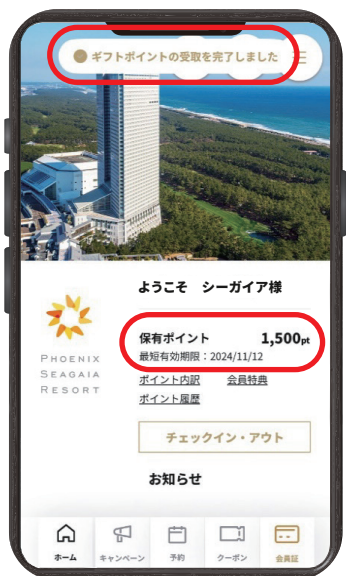 ギフトポイントの受取を完了しました
ようこそ シーガイア様
保有ポイント 1,500pt
最短有効期限：2024/11/12
ポイント内訳 会員特典
ポイント履歴
PHOENIX
SEAGAIA
RESORT
チェックイン・アウト
お知らせ
ホーム キャンペーン 予約 クーポン 会員証